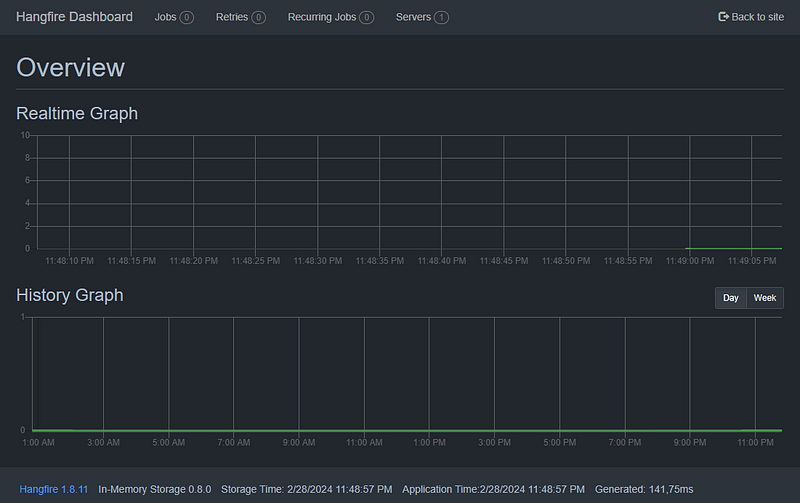 Hangfire Dashboard Jobs 0 Retries 0 Recurring Jobs 0 Servers 1 Back to site
Overview
Realtime Graph
10
8
6
4
2
0
11:48:10 PM 11:48:15 PM 11:48:20 PM 11:48:25 PM 11:48:30 PM 11:48:35 PM 11:48:40 PM 11:48:45 PM 11:48:50 PM 11:48:55 PM 11:49:00 PM 11:49:05 PM
History Graph Day Week
1
0
1:00 AM 3:00 AM 5:00 AM 7:00 AM 9:00 AM 11:00 AM 1:00 PM 3:00 PM 5:00 PM 7:00 PM 9:00 PM 11:00 PM
Hangfire 1.8.11 In-Memory Storage 0.8.0 Storage Time: 2/28/2024 11:48:57 PM Application Time:2/28/2024 11:48:57 PM Generated: 141,75ms